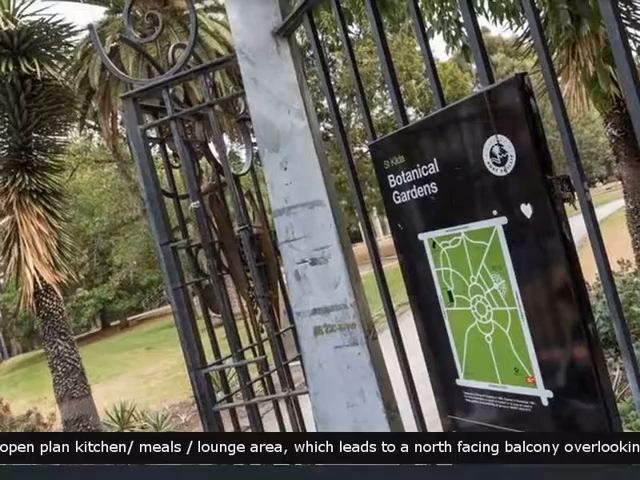 St Kilda
Botanical
Gardens
open plan kitchen/ meals / lounge area, which leads to a north facing balcony overlookin